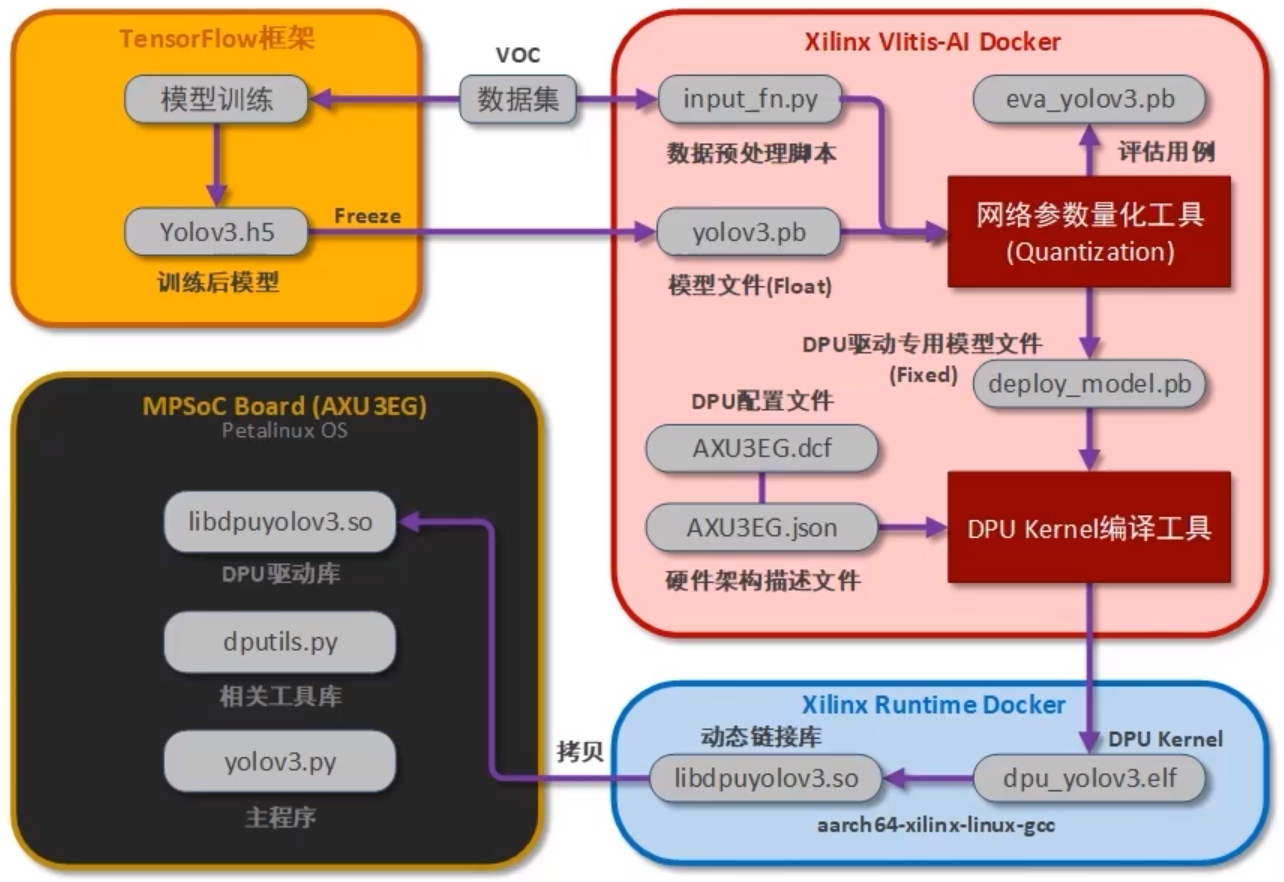 TensorFlow框架
模型训练
Yolov3.h5
训练后模型
VOC
数据集
Freeze
Xilinx VIitis-AI Docker
input_fn.py
数据预处理脚本
eva_yolov3.pb
评估用例
yolov3.pb
模型文件(Float)
网络参数量化工具
(Quantization)
DPU驱动专用模型文件
(Fixed)
deploy_model.pb
DPU配置文件
AXU3EG.dcf
AXU3EG.json
硬件架构描述文件
DPU Kernel编译工具
MPSoC Board (AXU3EG)
Petalinux OS
libdpuyolov3.so
DPU驱动库
dputils.py
相关工具库
yolov3.py
主程序
拷贝
Xilinx Runtime Docker
动态链接库
libdpuyolov3.so
DPU Kernel
dpu_yolov3.elf
aarch64-xilinx-linux-gcc